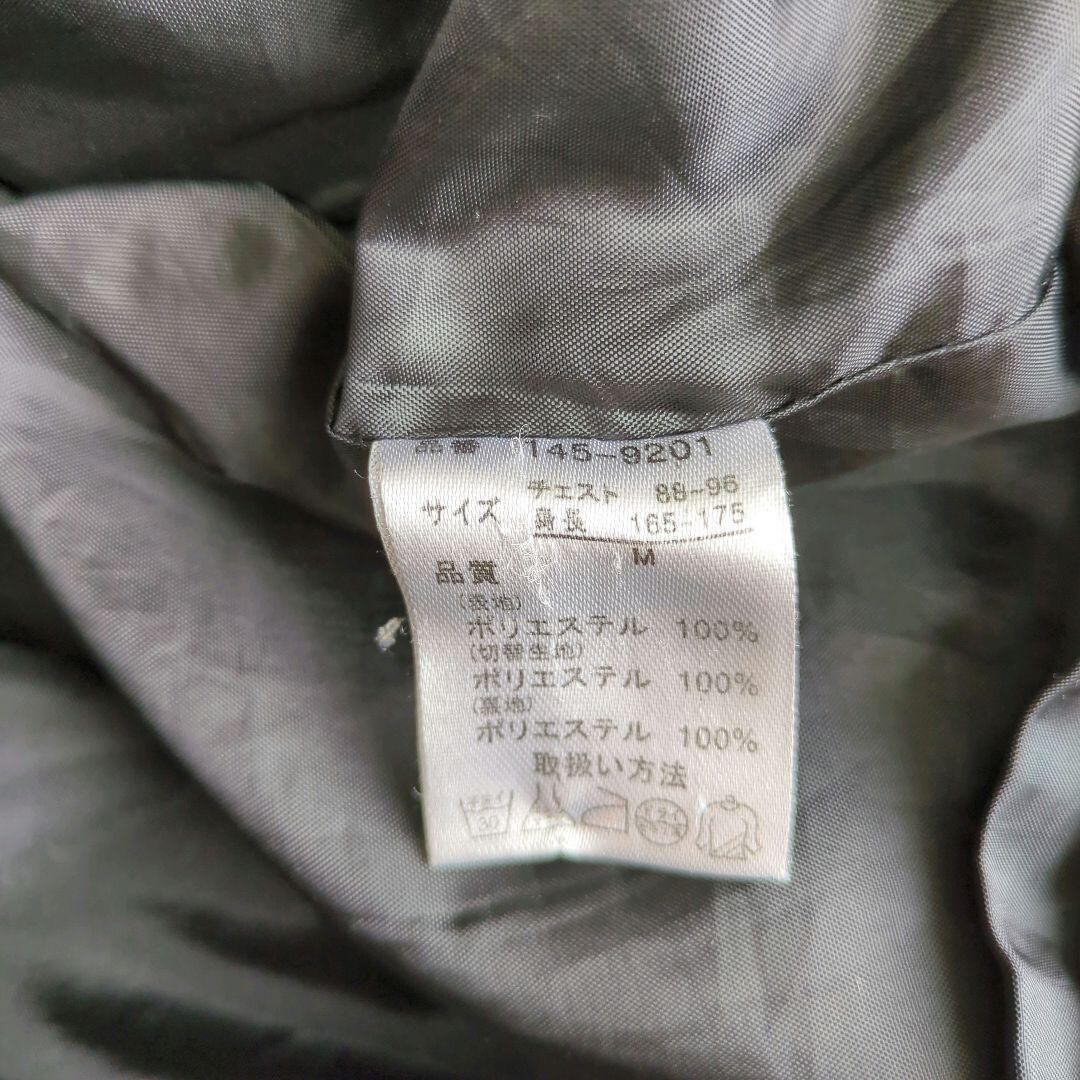 品番 145-9201
サイズ チェスト 88-96
身長 165-175
M
品質
(表地)
ポリエステル 100%
(切替生地)
ポリエステル 100%
(裏地)
ポリエステル 100%
取扱い方法
30